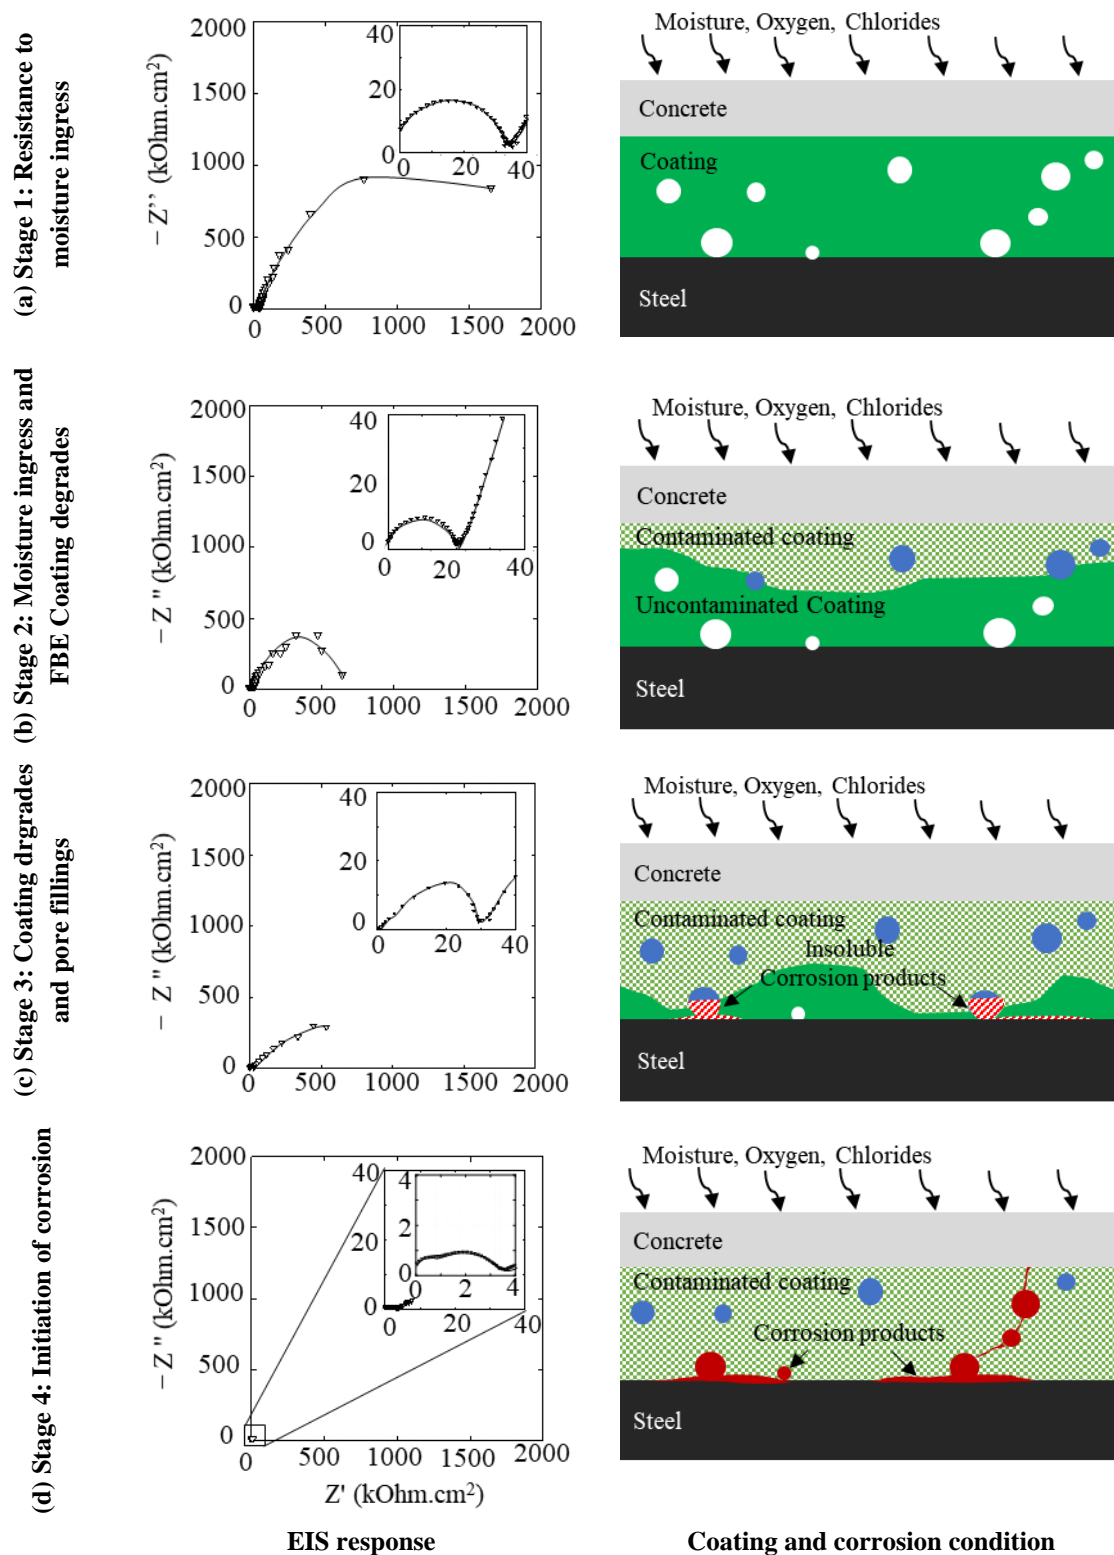 (a) Stage 1: Resistance to
moisture ingress
2000
1500
1000
500
0
0 500 1000 1500 2000
– Z’’ (kOhm.cm²)
40
20
0
0 20 40
Moisture, Oxygen, Chlorides
Concrete
Coating
Steel
(b) Stage 2: Moisture ingress and
FBE Coating degrades
2000
1500
1000
500
0
0 500 1000 1500 2000
– Z " (kOhm.cm²)
40
20
0
0 20 40
Moisture, Oxygen, Chlorides
Concrete
Contaminated coating
Uncontaminated Coating
Steel
(c) Stage 3: Coating drgrades
and pore fillings
2000
1500
1000
500
0
0 500 1000 1500 2000
– Z " (kOhm.cm²)
40
20
0
0 20 40
Moisture, Oxygen, Chlorides
Concrete
Contaminated coating
Insoluble
Corrosion products
Steel
(d) Stage 4: Initiation of corrosion
2000
1500
1000
500
0
0 500 1000 1500 2000
– Z " (kOhm.cm²)
Z' (kOhm.cm²)
40
20
0
0 20 40
4
2
0
0 2 4
Moisture, Oxygen, Chlorides
Concrete
Contaminated coating
Corrosion products
Steel
EIS response
Coating and corrosion condition